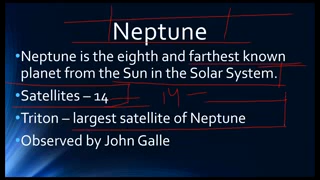 Neptune
•Neptune is the eighth and farthest known
planet from the Sun in the Solar System.
•Satellites – 14
14
•Triton – largest satellite of Neptune
•Observed by John Galle